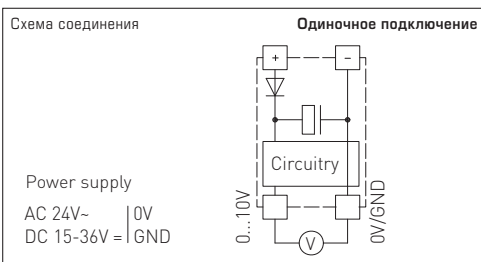 Схема соединения
Одиночное подключение
+ −
Circuitry
Power supply
AC 24V~ | 0V
DC 15-36V = | GND
0...10V
0V/GND
V